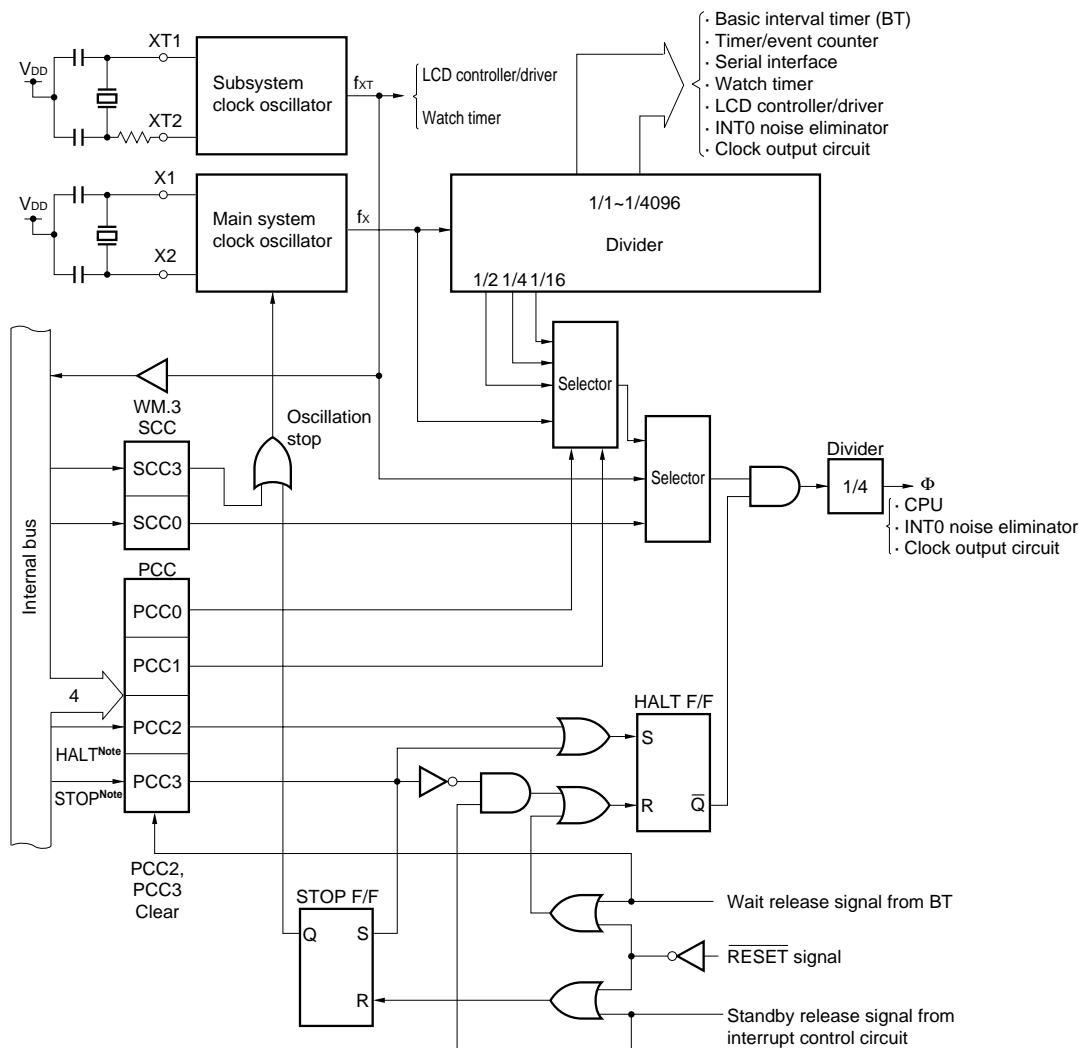 XT1
VDD
XT2
Subsystem
clock oscillator
fXT
LCD controller/driver
Watch timer
· Basic interval timer (BT)
· Timer/event counter
· Serial interface
· Watch timer
· LCD controller/driver
· INT0 noise eliminator
· Clock output circuit
X1
VDD
X2
Main system
clock oscillator
fX
1/1~1/4096
Divider
1/2 1/4 1/16
Selector
WM.3
SCC
Oscillation
stop
SCC3
SCC0
Selector
Divider
1/4
Φ
· CPU
· INT0 noise eliminator
· Clock output circuit
Internal bus
PCC
PCC0
PCC1
4
PCC2
HALTNote
PCC3
STOPNote
HALT F/F
S
R
Q̅
PCC2,
PCC3
Clear
STOP F/F
Q
S
R
Wait release signal from BT
R̅E̅S̅E̅T̅ signal
Standby release signal from
interrupt control circuit